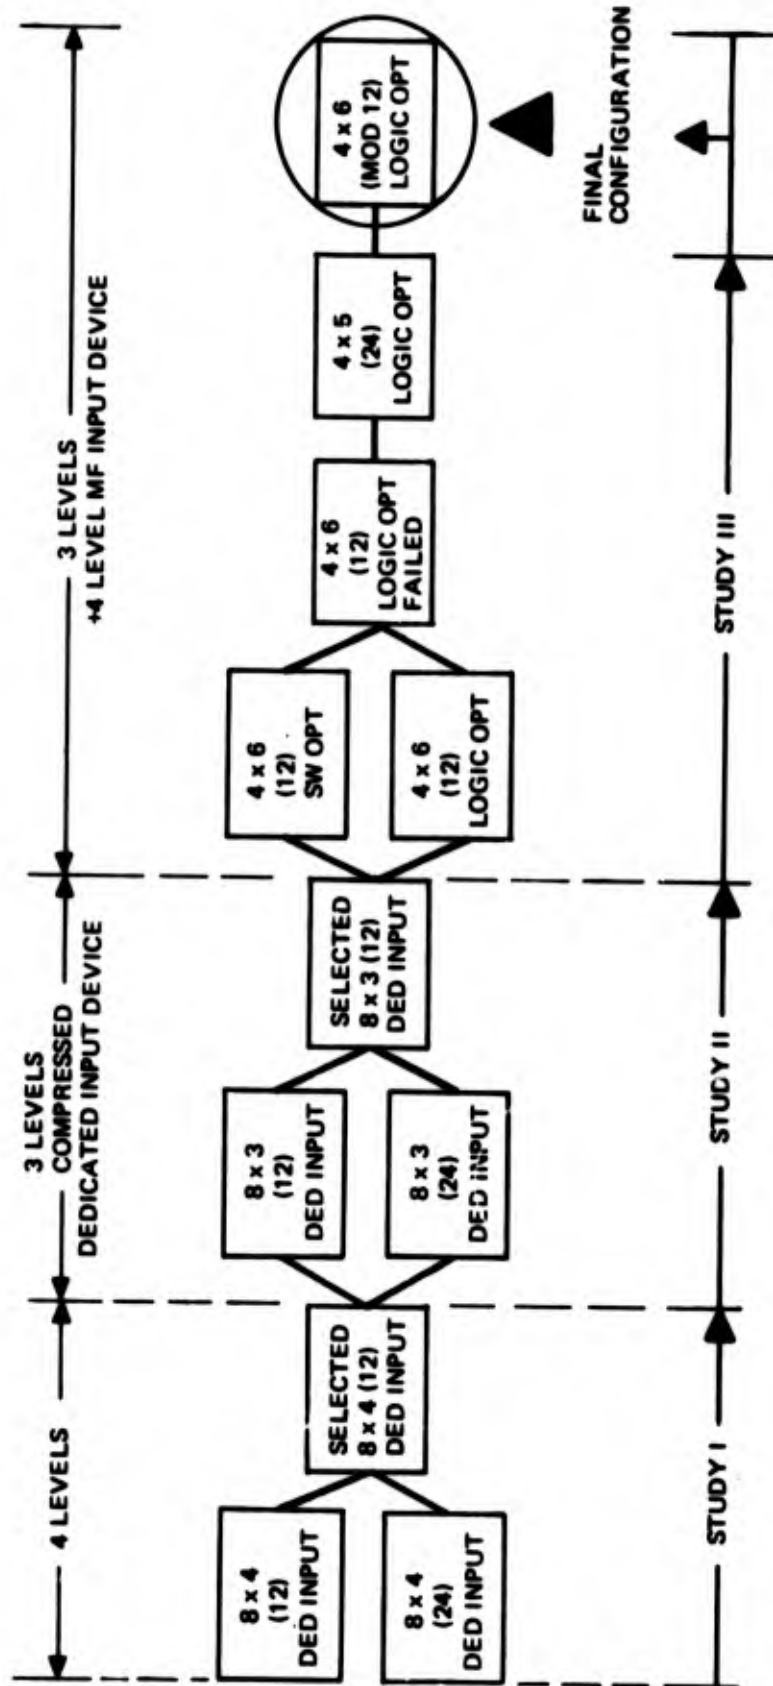 4 LEVELS
3 LEVELS
COMPRESSED
DEDICATED INPUT DEVICE
3 LEVELS
+4 LEVEL MF INPUT DEVICE
8 x 4
(12)
DED INPUT
8 x 4
(24)
DED INPUT
SELECTED
8 x 4 (12)
DED INPUT
8 x 3
(12)
DED INPUT
8 x 3
(24)
DED INPUT
SELECTED
8 x 3 (12)
DED INPUT
4 x 6
(12)
SW OPT
4 x 6
(12)
LOGIC OPT
4 x 6
(12)
LOGIC OPT
FAILED
4 x 5
(24)
LOGIC OPT
4 x 6
(MOD 12)
LOGIC OPT
FINAL
CONFIGURATION
STUDY I
STUDY II
STUDY III